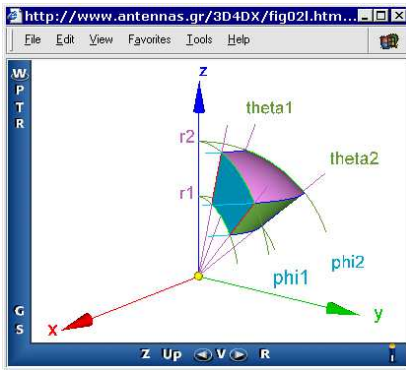 http://www.antennas.gr/3D4DX/fig02l.htm...
File Edit View Favorites Tools Help
W
P
T
R
z
theta1
r2
theta2
r1
phi2
phi1
y
x
G
S
Z Up V R
i